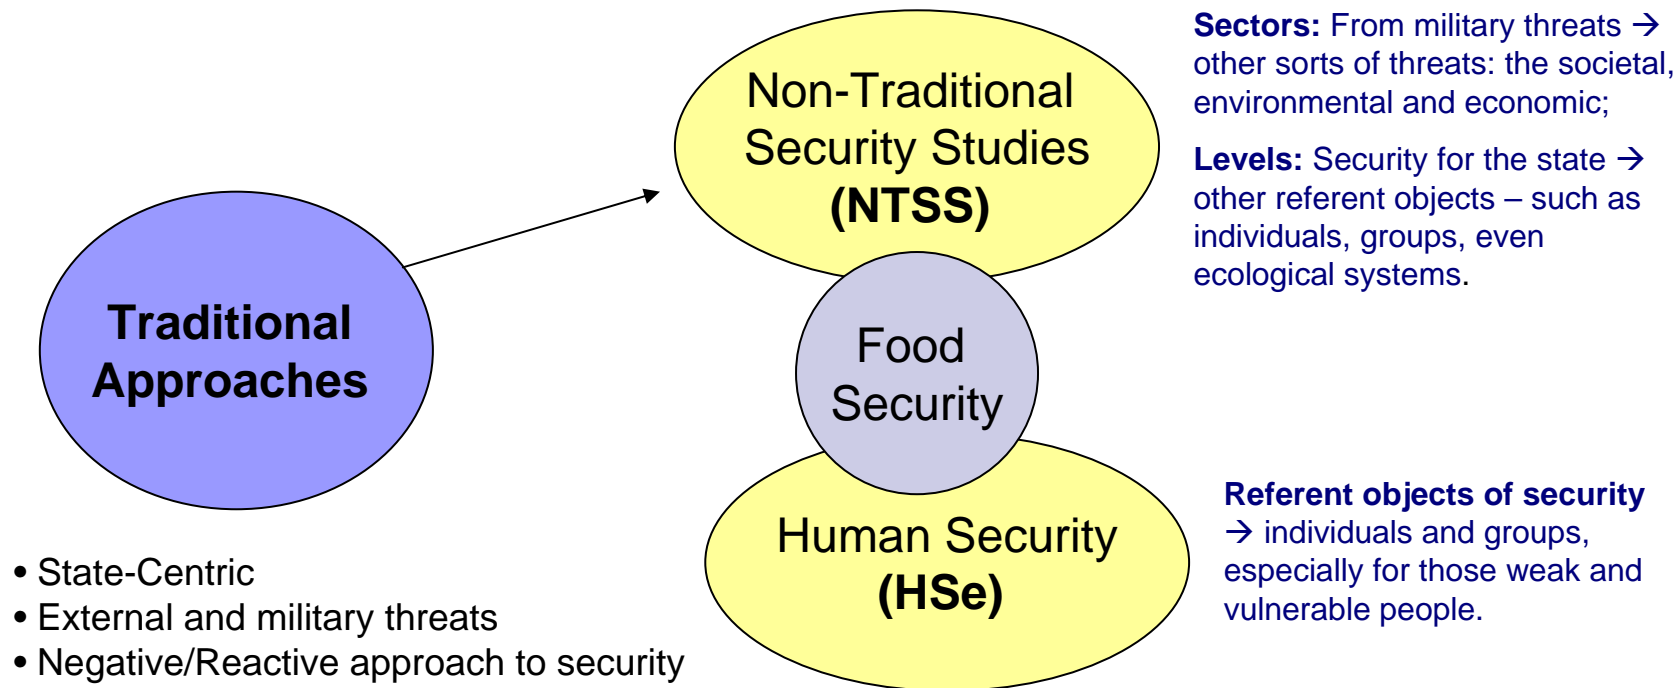 Traditional
Approaches
• State-Centric
• External and military threats
• Negative/Reactive approach to security
Non-Traditional
Security Studies
(NTSS)
Food
Security
Human Security
(HSe)
Sectors: From military threats →
other sorts of threats: the societal,
environmental and economic;
Levels: Security for the state →
other referent objects – such as
individuals, groups, even
ecological systems.
Referent objects of security
→ individuals and groups,
especially for those weak and
vulnerable people.